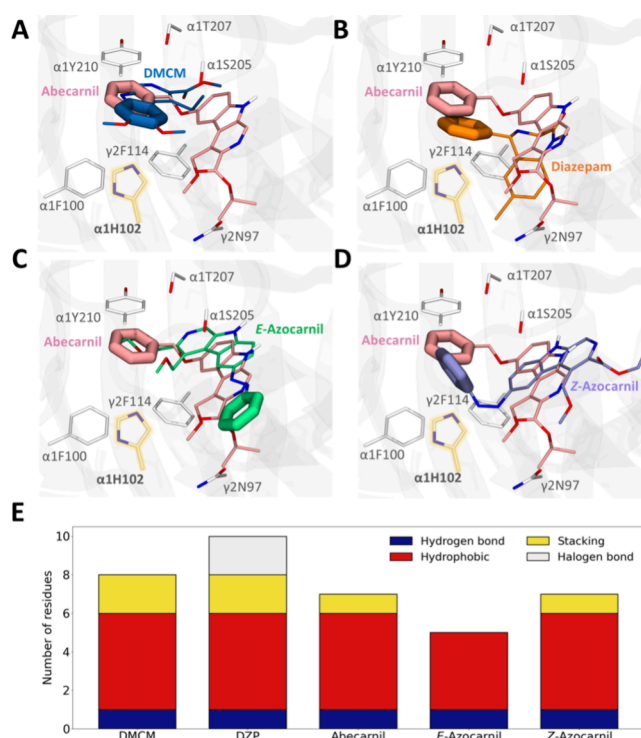 A
α1T207
α1Y210
DMCM
α1S205
Abecarnil
γ2F114
α1F100
α1H102
γ2N97
B
α1T207
α1Y210
α1S205
Abecarnil
γ2F114
Diazepam
α1F100
α1H102
γ2N97
C
α1T207
α1Y210
α1S205
E-Azocarnil
Abecarnil
γ2F114
α1F100
α1H102
γ2N97
D
α1T207
α1Y210
α1S205
Abecarnil
Z-Azocarnil
γ2F114
α1F100
α1H102
γ2N97
E
10
8
6
4
2
0
Number of residues
Hydrogen bond
Hydrophobic
Stacking
Halogen bond
DMCM DZP Abecarnil E-Azocarnil Z-Azocarnil